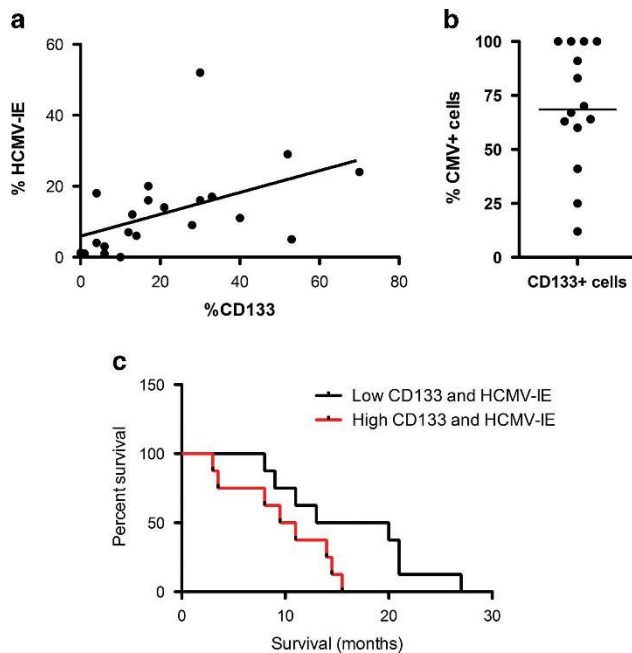 a
60
40
20
0
% HCMV-IE
0 20 40 60 80
%CD133
b
100
75
50
25
0
% CMV+ cells
CD133+ cells
c
150
100
50
0
Percent survival
Low CD133 and HCMV-IE
High CD133 and HCMV-IE
0 10 20 30
Survival (months)